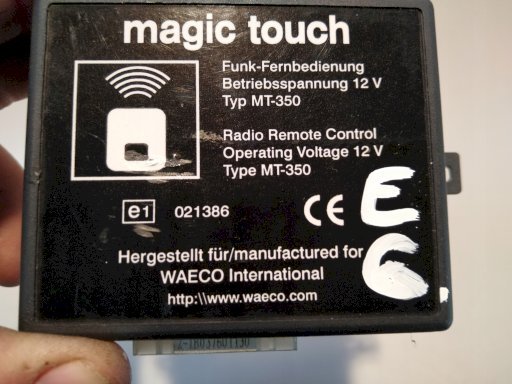 magic touch
Funk-Fernbedienung
Betriebsspannung 12 V
Typ MT-350
Radio Remote Control
Operating Voltage 12 V
Type MT-350
e1 021386 CE
E
6
Hergestellt für/manufactured for
WAECO International
http:\\www.waeco.com